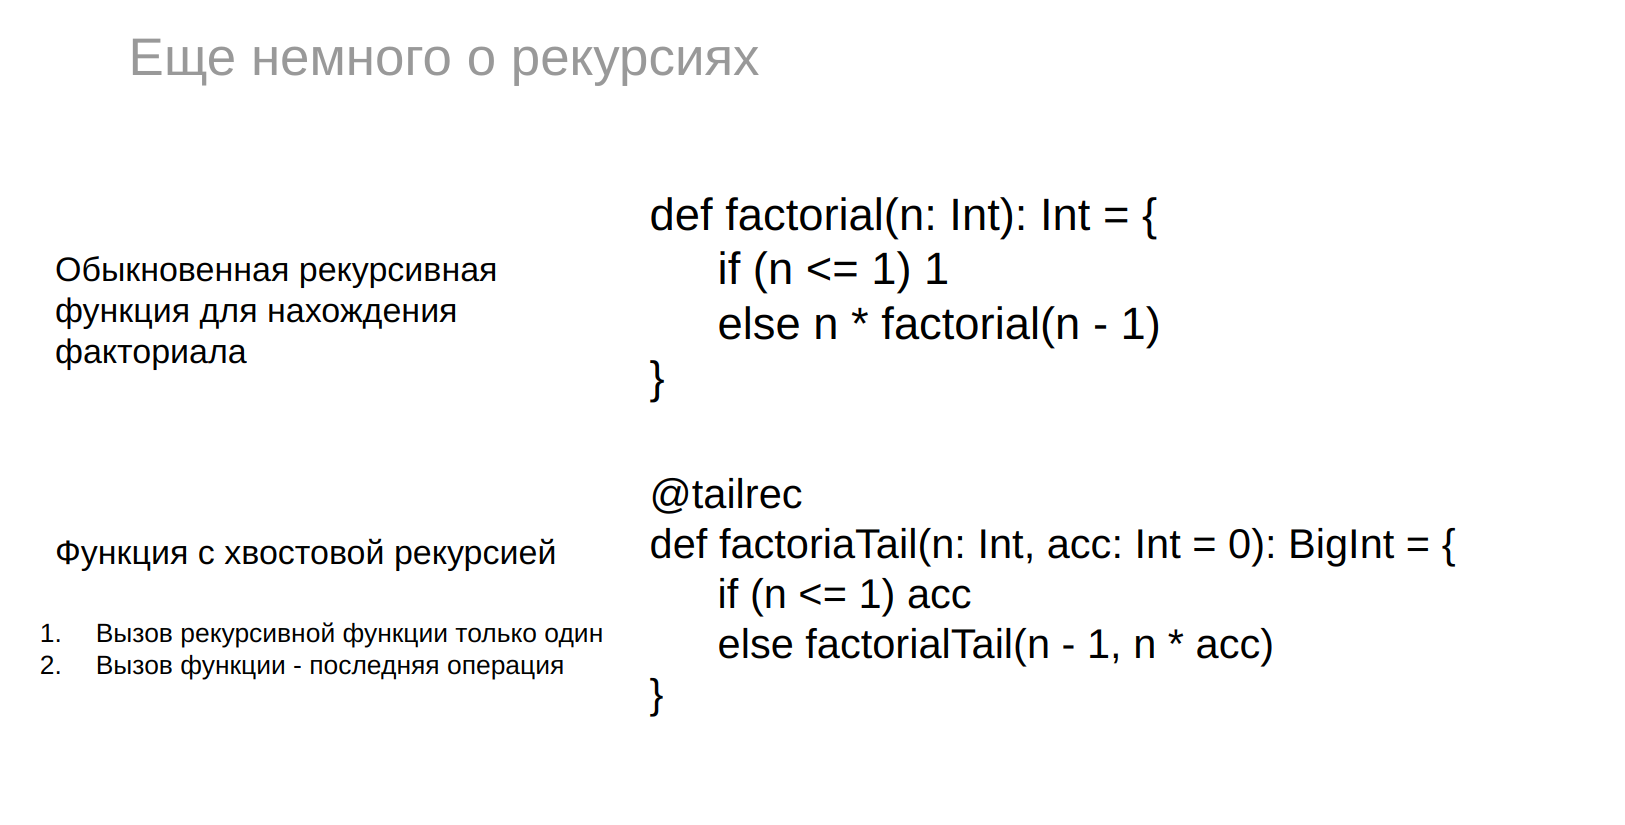 Еще немного о рекурсиях
Обыкновенная рекурсивная
функция для нахождения
факториала
def factorial(n: Int): Int = {
if (n <= 1) 1
else n * factorial(n - 1)
}
Функция с хвостовой рекурсией
1. Вызов рекурсивной функции только один
2. Вызов функции - последняя операция
@tailrec
def factoriaTail(n: Int, acc: Int = 0): BigInt = {
if (n <= 1) acc
else factorialTail(n - 1, n * acc)
}